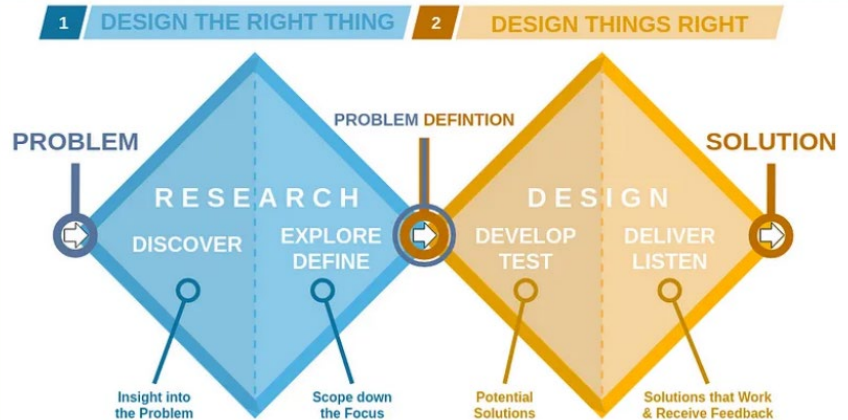 1 DESIGN THE RIGHT THING
2 DESIGN THINGS RIGHT
PROBLEM
PROBLEM DEFINTION
SOLUTION
RESEARCH
DISCOVER
EXPLORE
DEFINE
DESIGN
DEVELOP
TEST
DELIVER
LISTEN
Insight into
the Problem
Scope down
the Focus
Potential
Solutions
Solutions that Work
& Receive Feedback